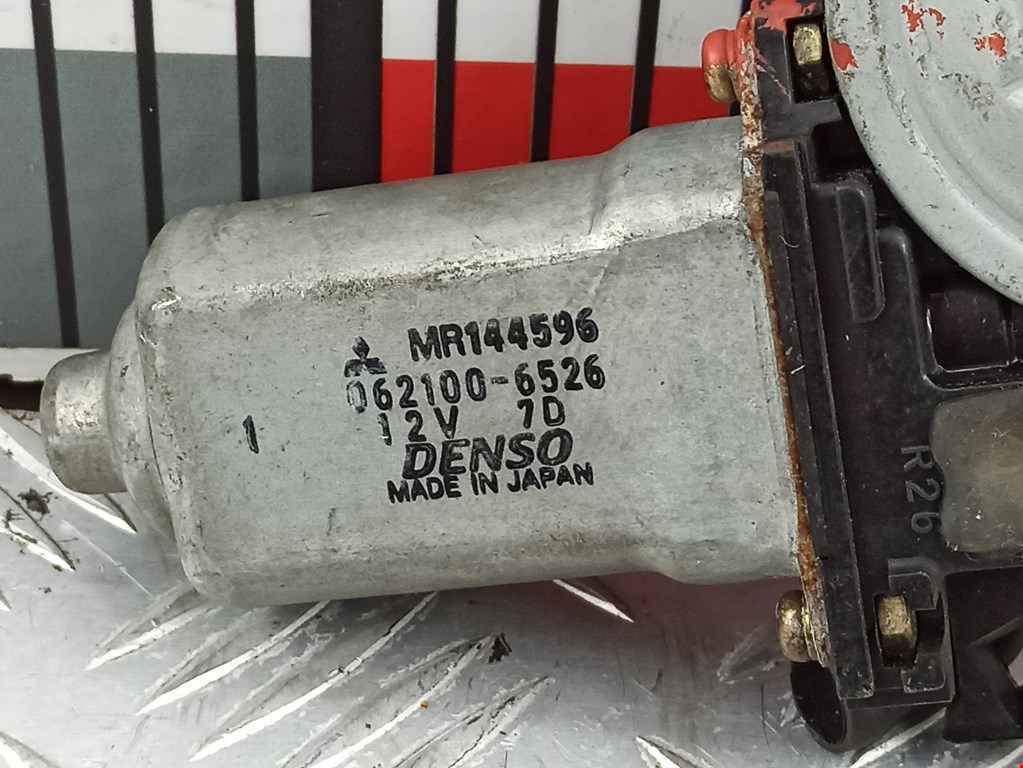 MR144596
062100-6526
12V 7D
1
DENSO
MADE IN JAPAN
R26